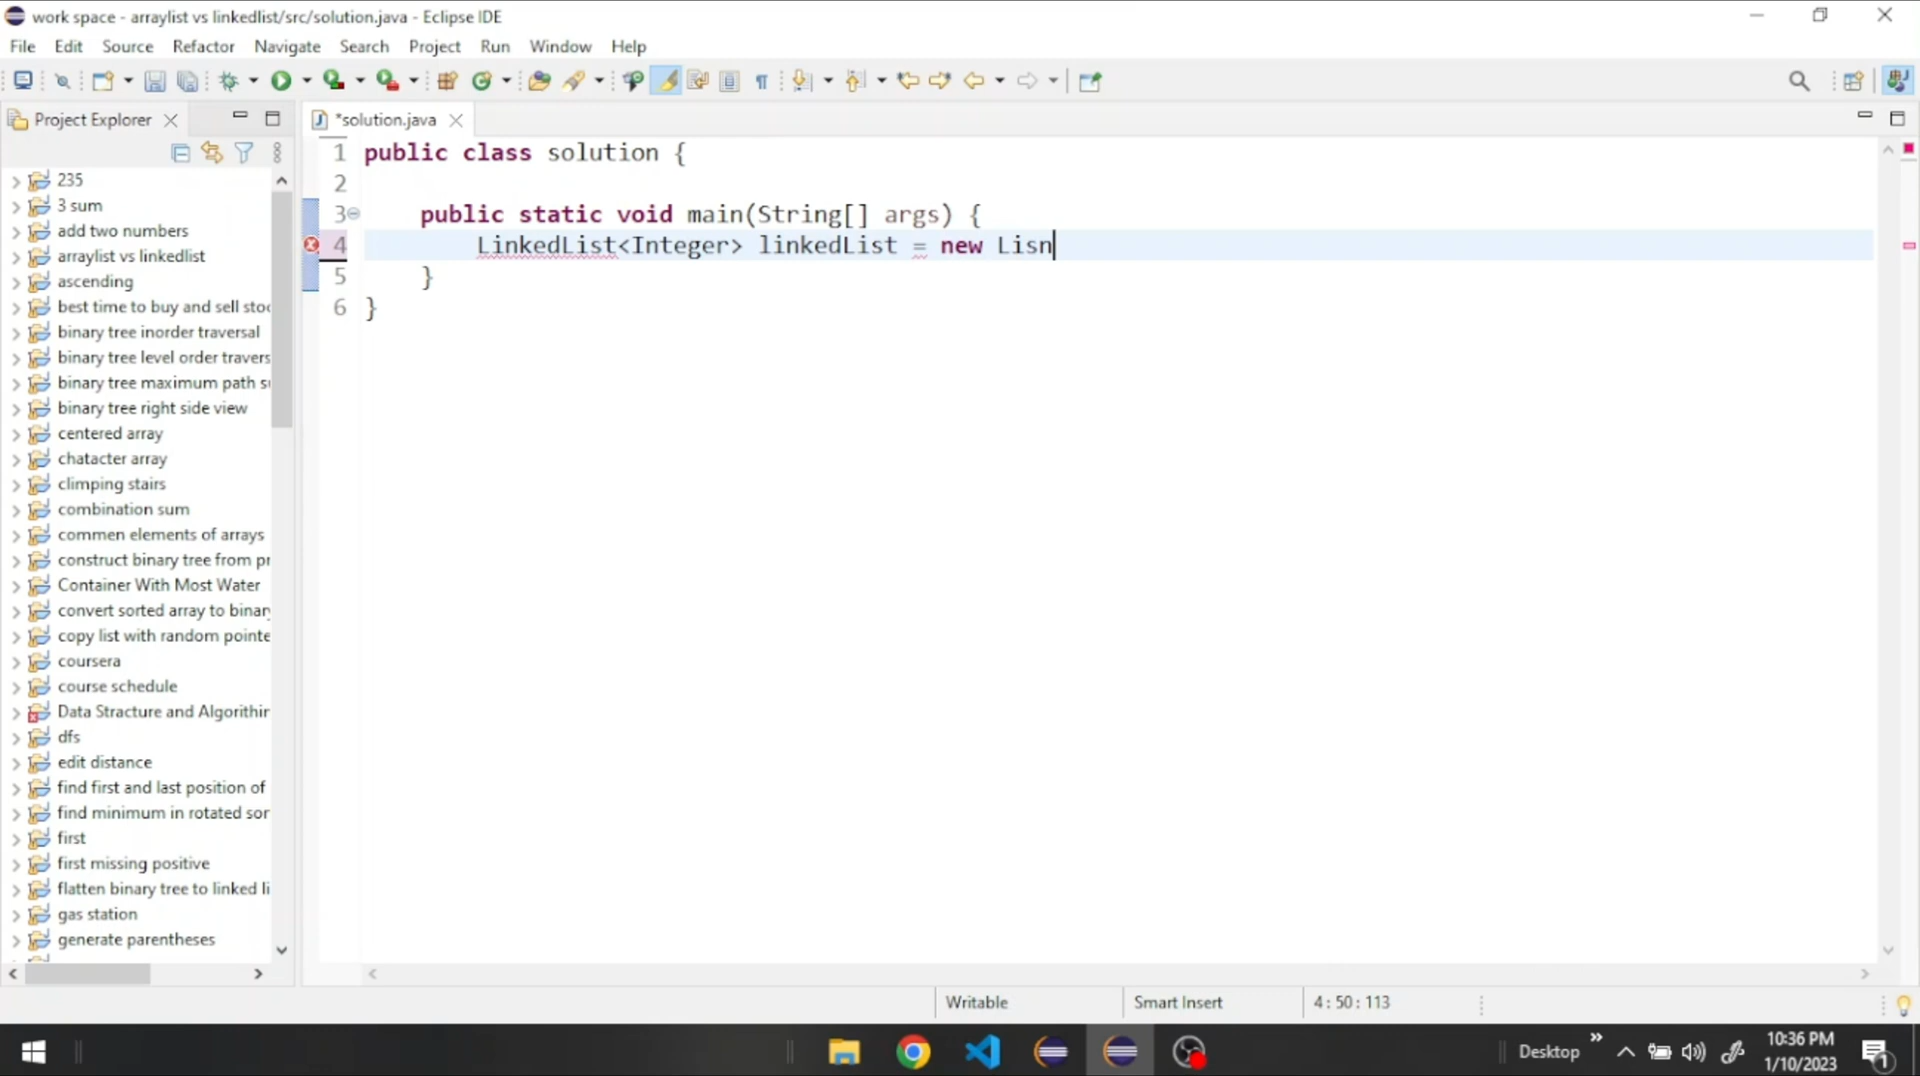 work space - arraylist vs linkedlist/src/solution.java - Eclipse IDE
File Edit Source Refactor Navigate Search Project Run Window Help
Project Explorer
*solution.java
235
3 sum
add two numbers
arraylist vs linkedlist
ascending
best time to buy and sell stoc
binary tree inorder traversal
binary tree level order travers
binary tree maximum path su
binary tree right side view
centered array
chatacter array
climping stairs
combination sum
commen elements of arrays
construct binary tree from pr
Container With Most Water
convert sorted array to binary
copy list with random pointe
coursera
course schedule
Data Stracture and Algorithin
dfs
edit distance
find first and last position of
find minimum in rotated sor
first
first missing positive
flatten binary tree to linked li
gas station
generate parentheses
1 public class solution {
2
3 public static void main(String[] args) {
4 LinkedList<Integer> linkedList = new Lisn
5 }
6 }
Writable Smart Insert 4 : 50 : 113
Desktop
10:36 PM
1/10/2023
1